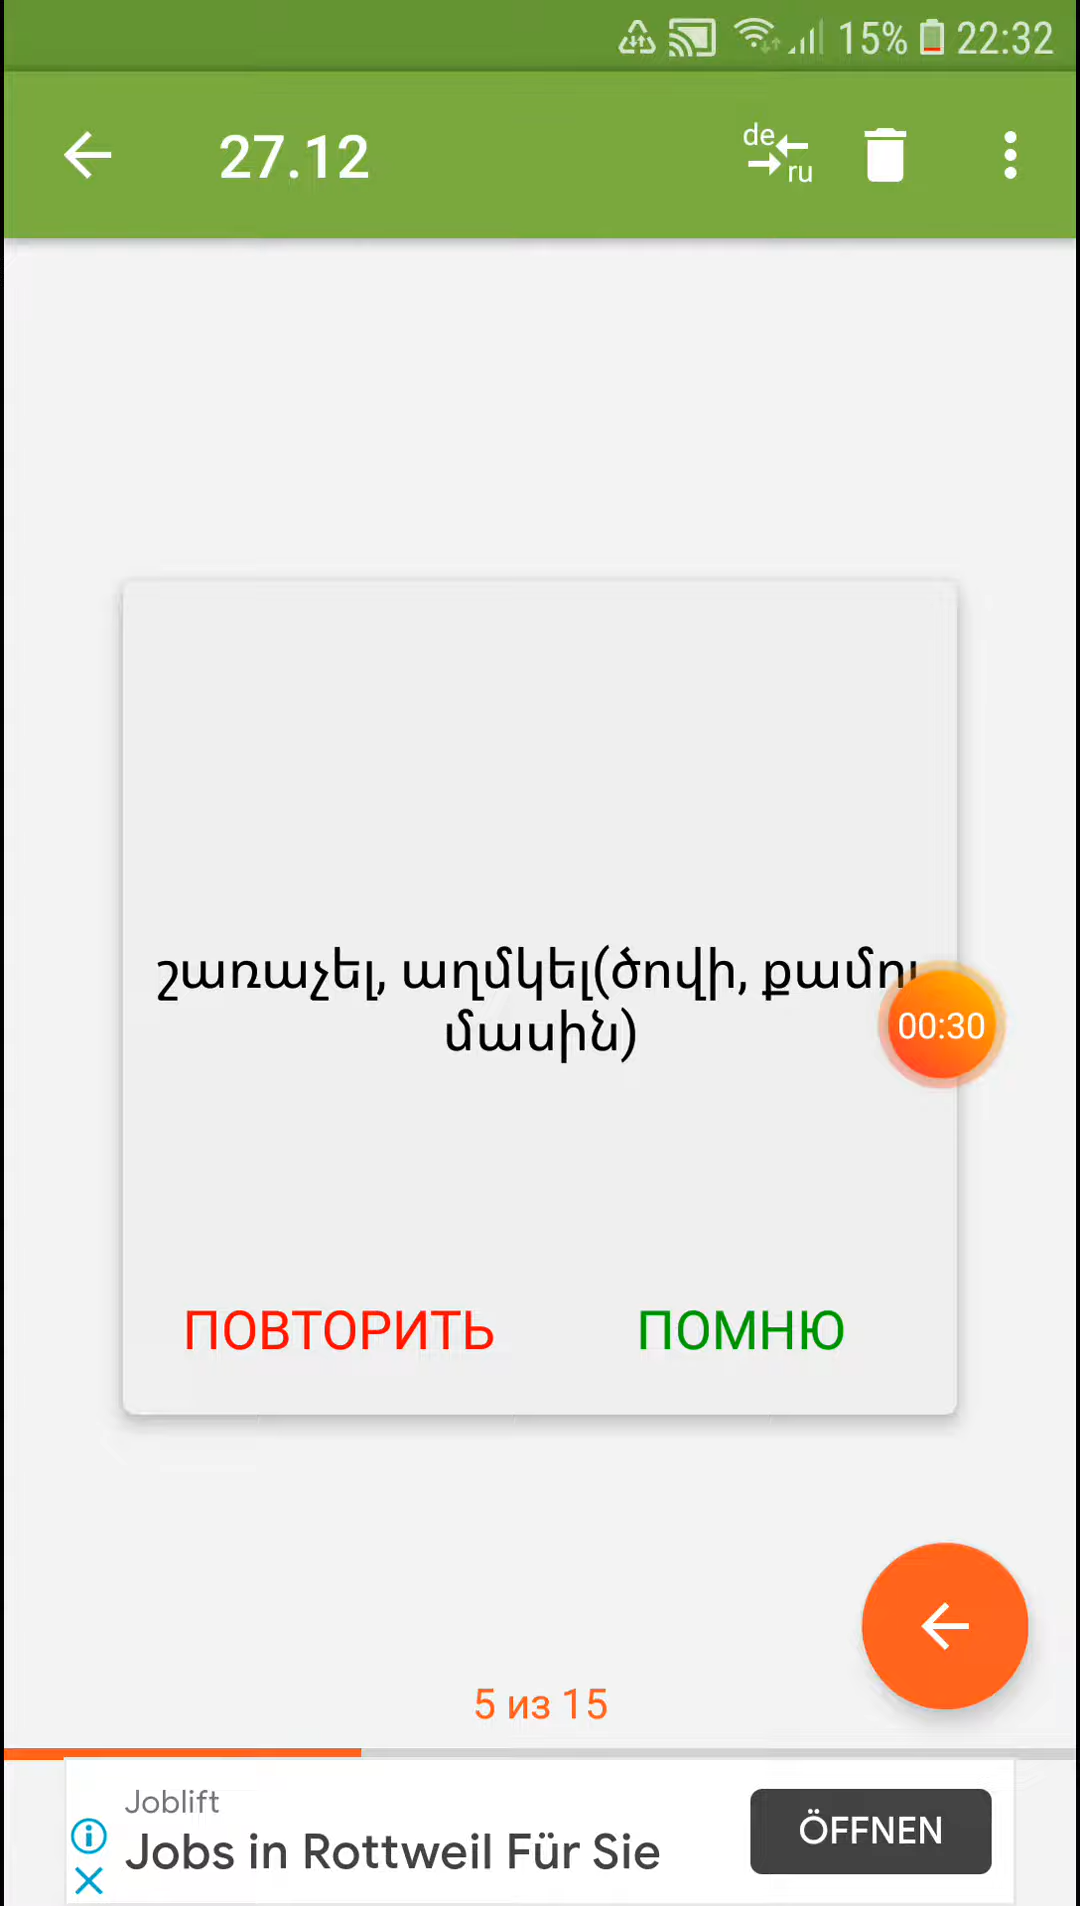 15% 22:32
27.12
de
ru
շառաչել, աղմկել(ծովի, քամու
մասին)
00:30
ПОВТОРИТЬ ПОМНЮ
5 из 15
Joblift
Jobs in Rottweil Für Sie
ÖFFNEN